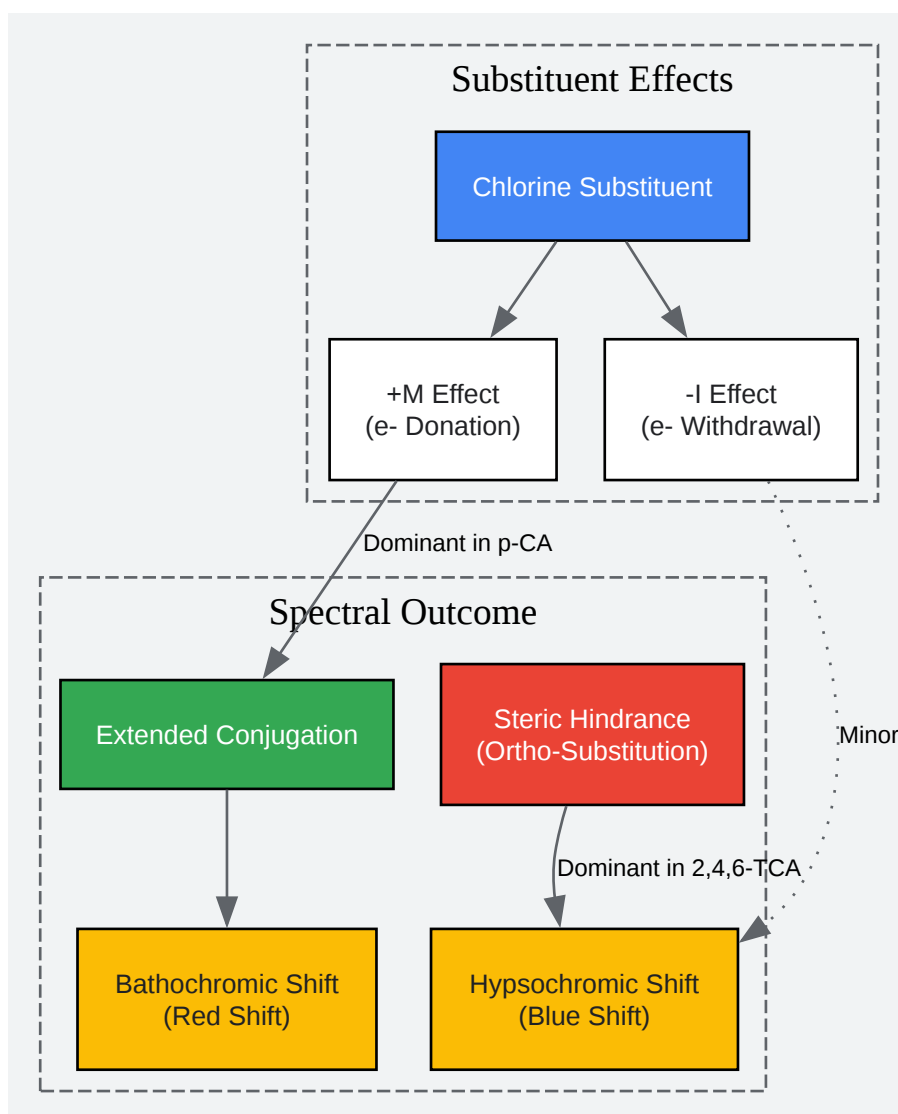 Substituent Effects
Chlorine Substituent
+M Effect
(e- Donation)
-I Effect
(e- Withdrawal)
Dominant in p-CA
Spectral Outcome
Extended Conjugation
Steric Hindrance
(Ortho-Substitution)
Minor
Dominant in 2,4,6-TCA
Bathochromic Shift
(Red Shift)
Hypsochromic Shift
(Blue Shift)